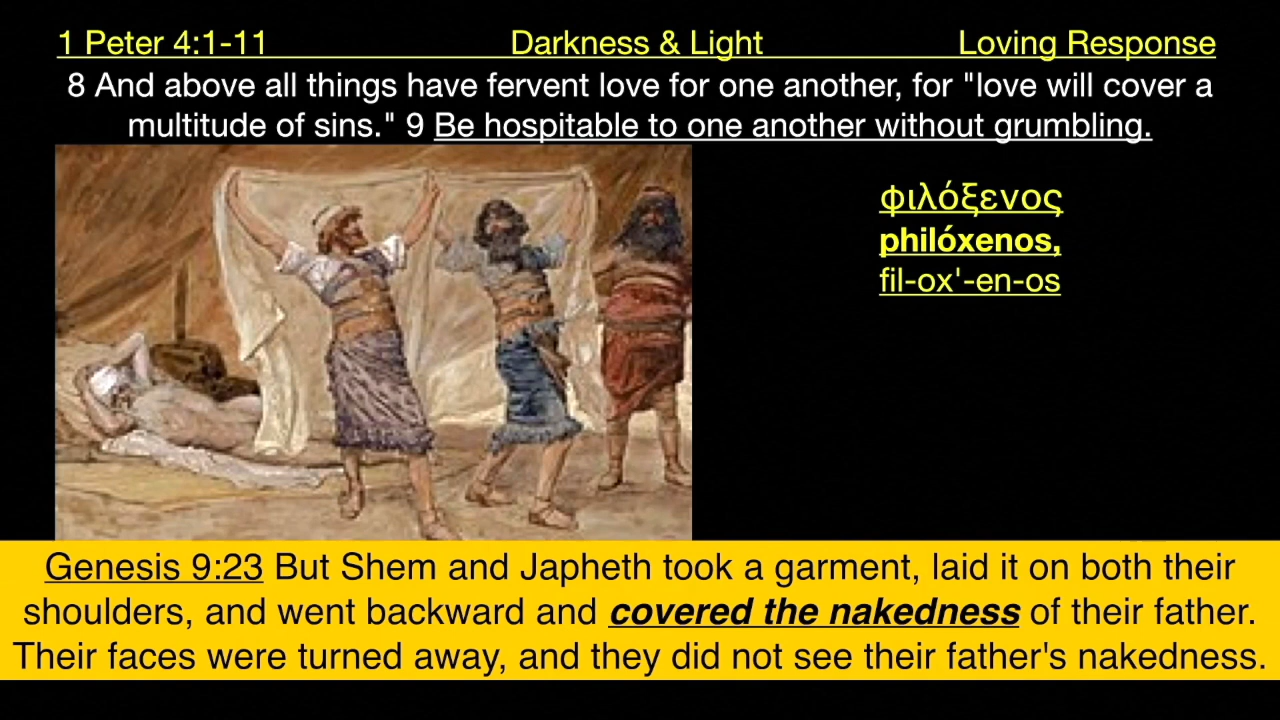 1 Peter 4:1-11 Darkness & Light Loving Response
8 And above all things have fervent love for one another, for "love will cover a
multitude of sins." 9 Be hospitable to one another without grumbling.
φιλόξενος
philóxenos,
fil-ox'-en-os
Genesis 9:23 But Shem and Japheth took a garment, laid it on both their
shoulders, and went backward and covered the nakedness of their father.
Their faces were turned away, and they did not see their father's nakedness.